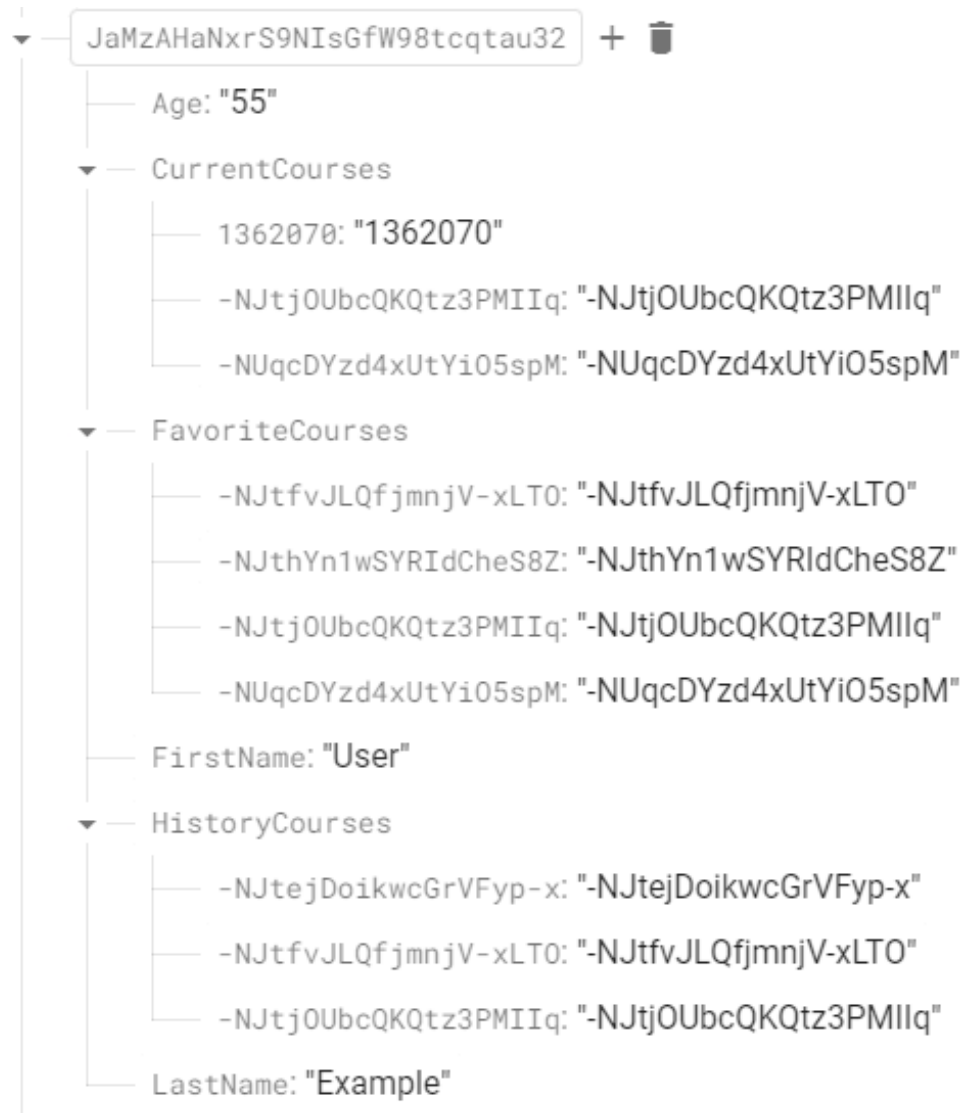 JaMzAHaNxrS9NIsGfW98tcqtau32
Age: "55"
CurrentCourses
1362070: "1362070"
-NJtjOUbcQKQtz3PMIIq: "-NJtjOUbcQKQtz3PMIIq"
-NUqcDYzd4xUtYiO5spM: "-NUqcDYzd4xUtYiO5spM"
FavoriteCourses
-NJtfvJLQfjmnjV-xLTO: "-NJtfvJLQfjmnjV-xLTO"
-NJthYn1wSYRIdCheS8Z: "-NJthYn1wSYRIdCheS8Z"
-NJtjOUbcQKQtz3PMIIq: "-NJtjOUbcQKQtz3PMIIq"
-NUqcDYzd4xUtYiO5spM: "-NUqcDYzd4xUtYiO5spM"
FirstName: "User"
HistoryCourses
-NJtejDoikwcGrVFyp-x: "-NJtejDoikwcGrVFyp-x"
-NJtfvJLQfjmnjV-xLTO: "-NJtfvJLQfjmnjV-xLTO"
-NJtjOUbcQKQtz3PMIIq: "-NJtjOUbcQKQtz3PMIIq"
LastName: "Example"